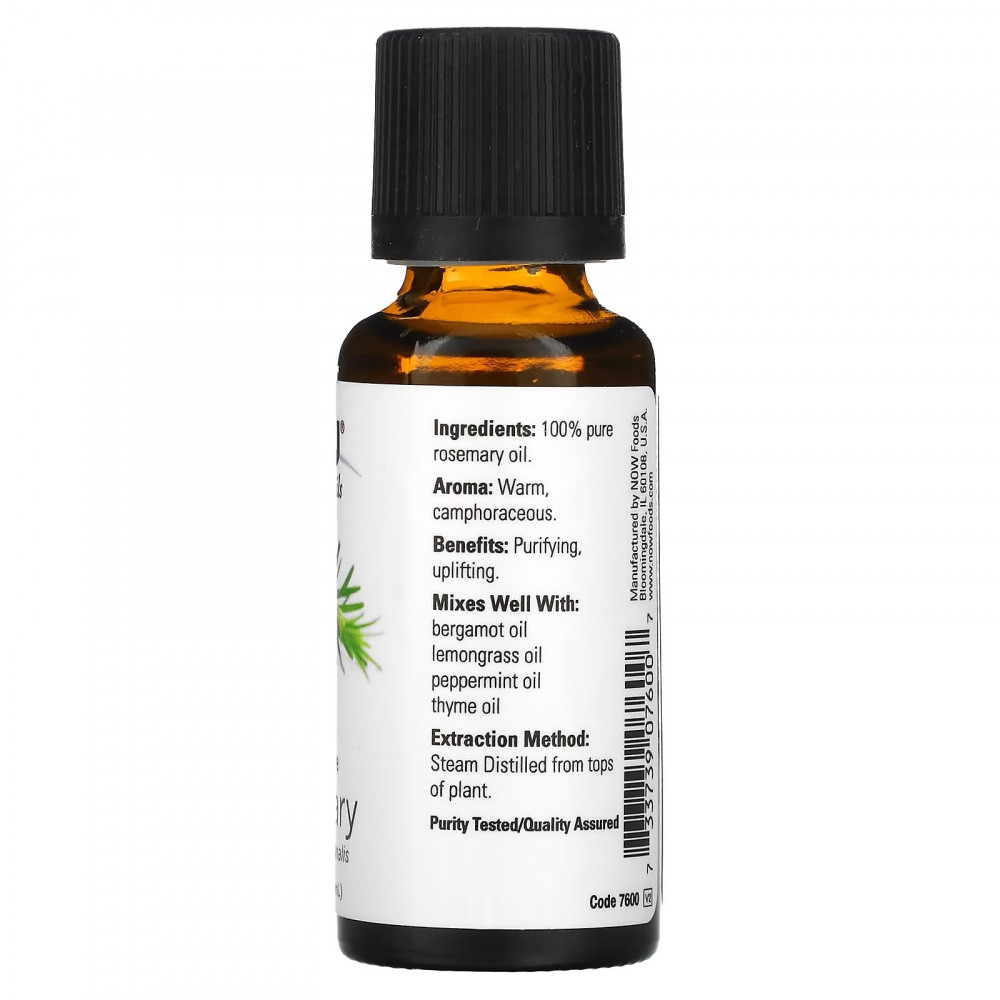 Ingredients: 100% pure
rosemary oil.
Aroma: Warm,
camphoraceous.
Benefits: Purifying,
uplifting.
Mixes Well With:
bergamot oil
lemongrass oil
peppermint oil
thyme oil
Extraction Method:
Steam Distilled from tops
of plant.
Purity Tested/Quality Assured
Code 7600 V2
Manufactured by NOW Foods
Bloomingdale, IL 60108, U.S.A.
www.nowfoods.com
7 33739 07600 7